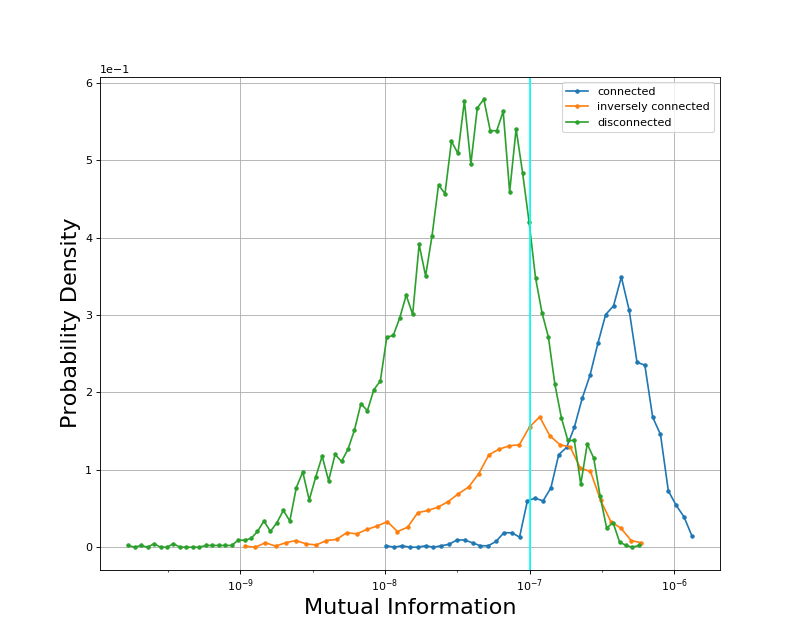 1e−1
6
5
4
3
2
1
0
Probability Density
connected
inversely connected
disconnected
10⁻⁹
10⁻⁸
10⁻⁷
10⁻⁶
Mutual Information